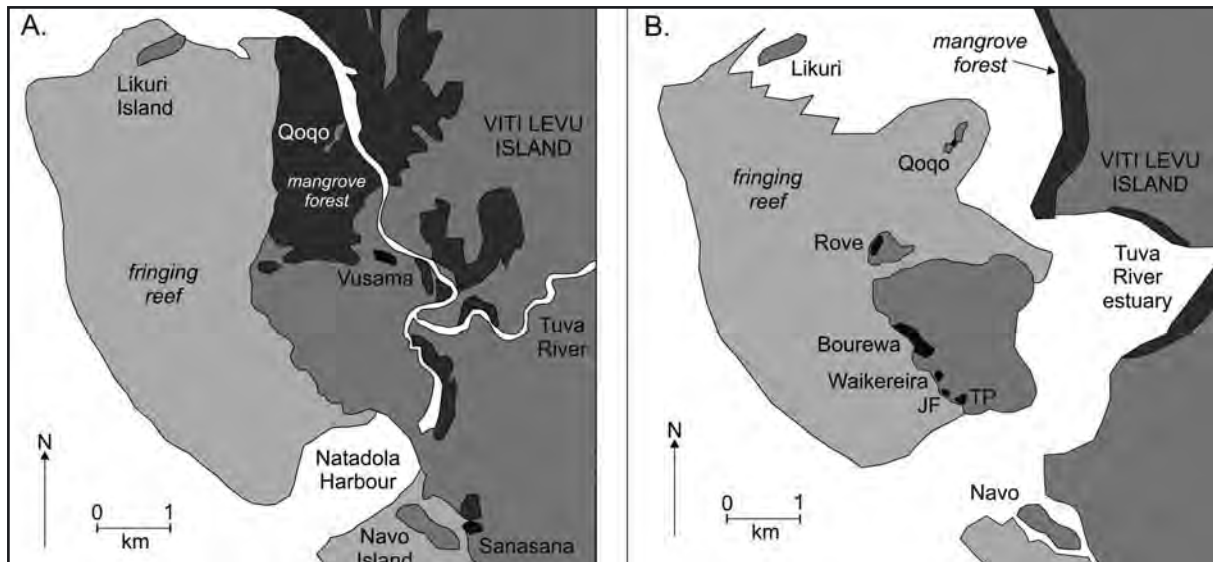 A.
Likuri
Island
Qoqo
mangrove
forest
VITI LEVU
ISLAND
fringing
reef
Vusama
Tuva
River
N
0 1
km
Natadola
Harbour
Navo
Island
Sanasana
B.
Likuri
mangrove
forest
Qoqo
VITI LEVU
ISLAND
fringing
reef
Rove
Tuva
River
estuary
Bourewa
Waikereira
JF
TP
N
0 1
km
Navo